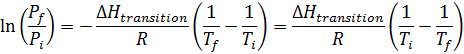 ln(P_f/P_i) = −ΔH_transition/R (1/T_f − 1/T_i) = ΔH_transition/R (1/T_i − 1/T_f)